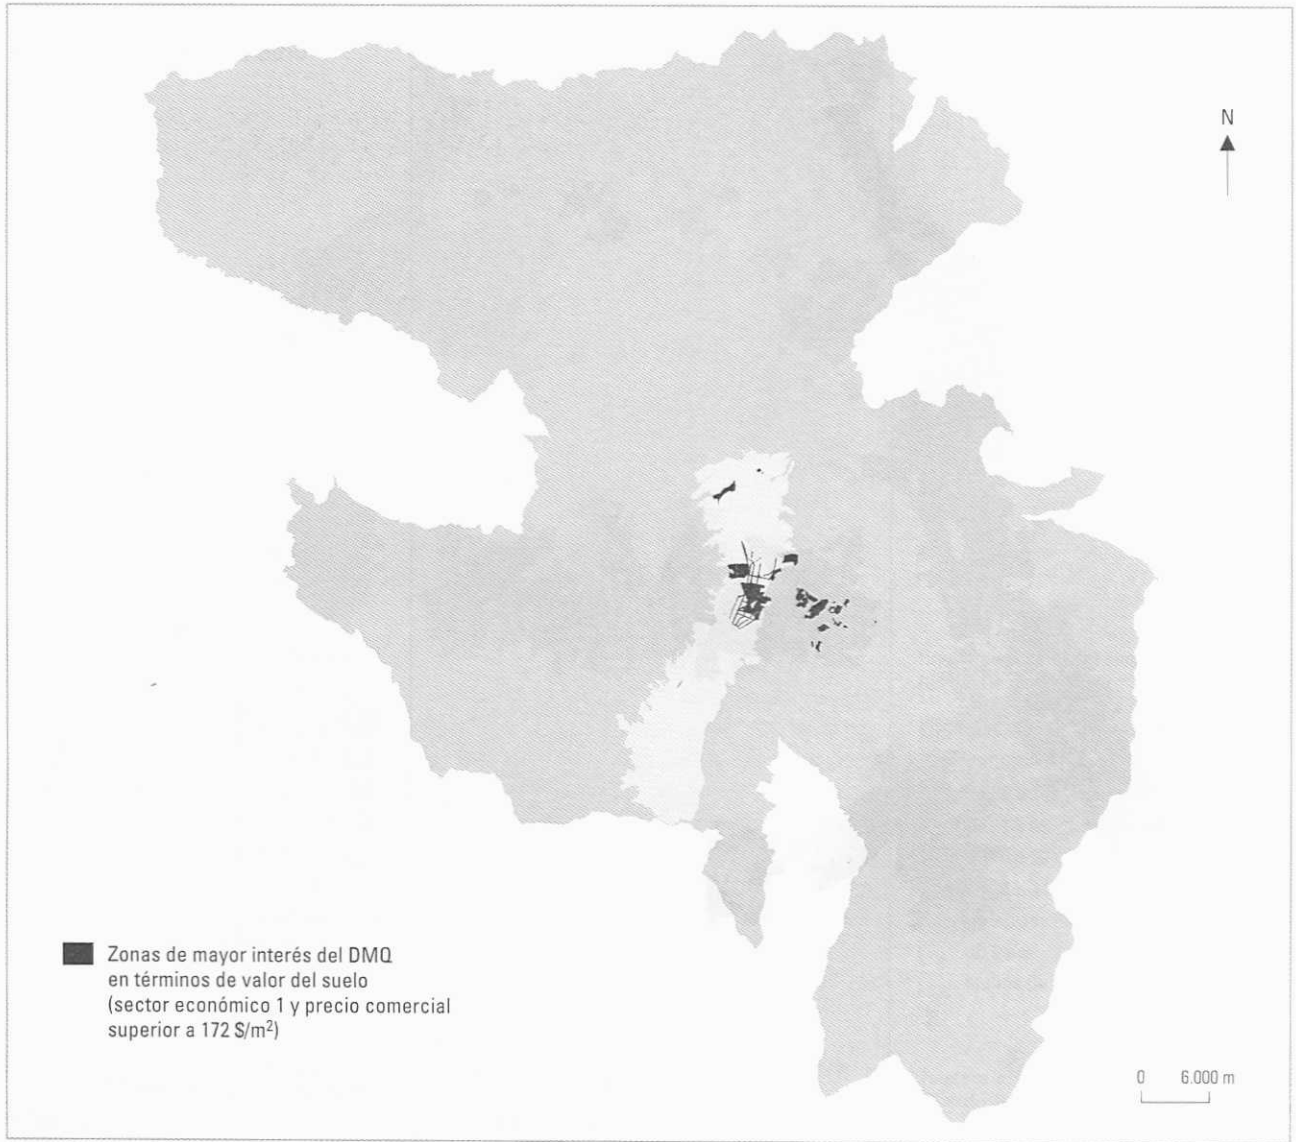 N
Zonas de mayor interés del DMQ
en términos de valor del suelo
(sector económico 1 y precio comercial
superior a 172 $/m²)
0 6.000 m